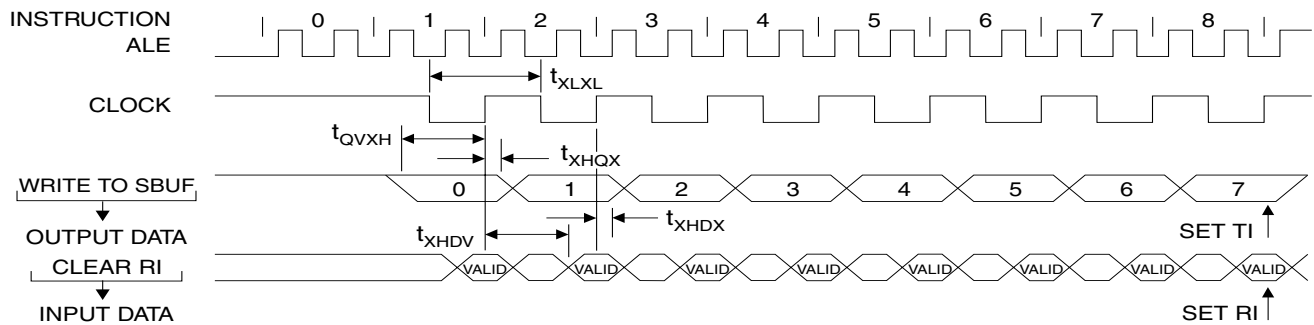 INSTRUCTION 0 1 2 3 4 5 6 7 8
ALE
tXLXL
CLOCK
tQVXH
tXHQX
WRITE TO SBUF 0 1 2 3 4 5 6 7
tXHDX
OUTPUT DATA tXHDV SET TI
CLEAR RI VALID VALID VALID VALID VALID VALID VALID VALID
INPUT DATA SET RI